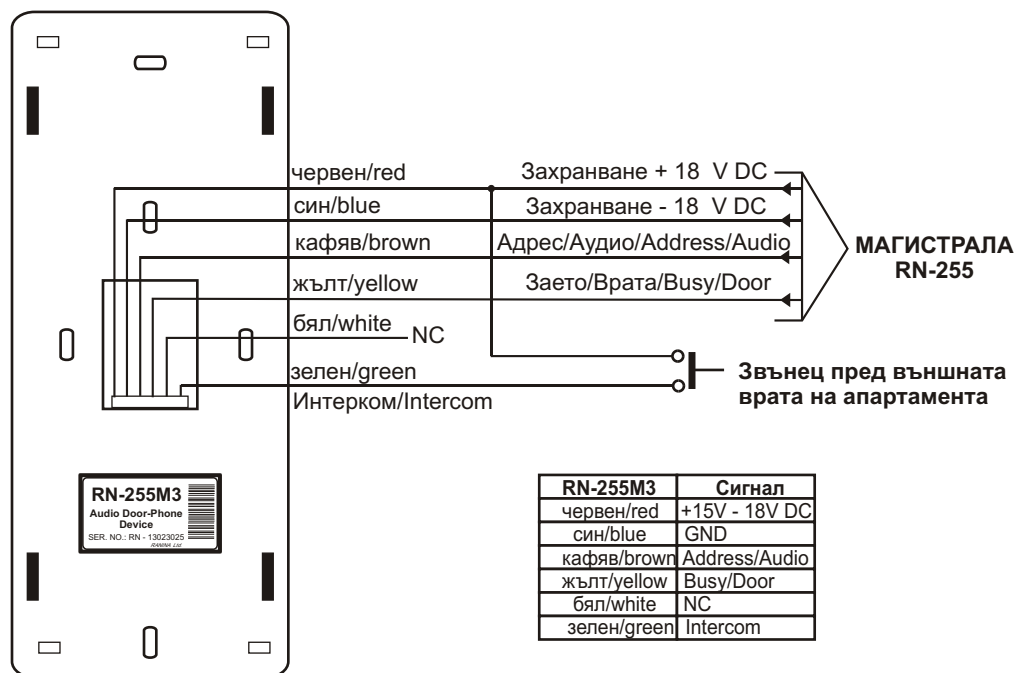 червен/red Захранване + 18 V DC
син/blue Захранване - 18 V DC
кафяв/brown Адрес/Аудио/Address/Audio
МАГИСТРАЛА
RN-255
жълт/yellow Заето/Врата/Busy/Door
бял/white
NC
зелен/green
Интерком/Intercom
Звънец пред външната
врата на апартамента
RN-255M3
Audio Door-Phone
Device
SER. NO.: RN - 13023025
RANINA Ltd
RN-255M3 Сигнал
червен/red +15V - 18V DC
син/blue GND
кафяв/brown Address/Audio
жълт/yellow Busy/Door
бял/white NC
зелен/green Intercom